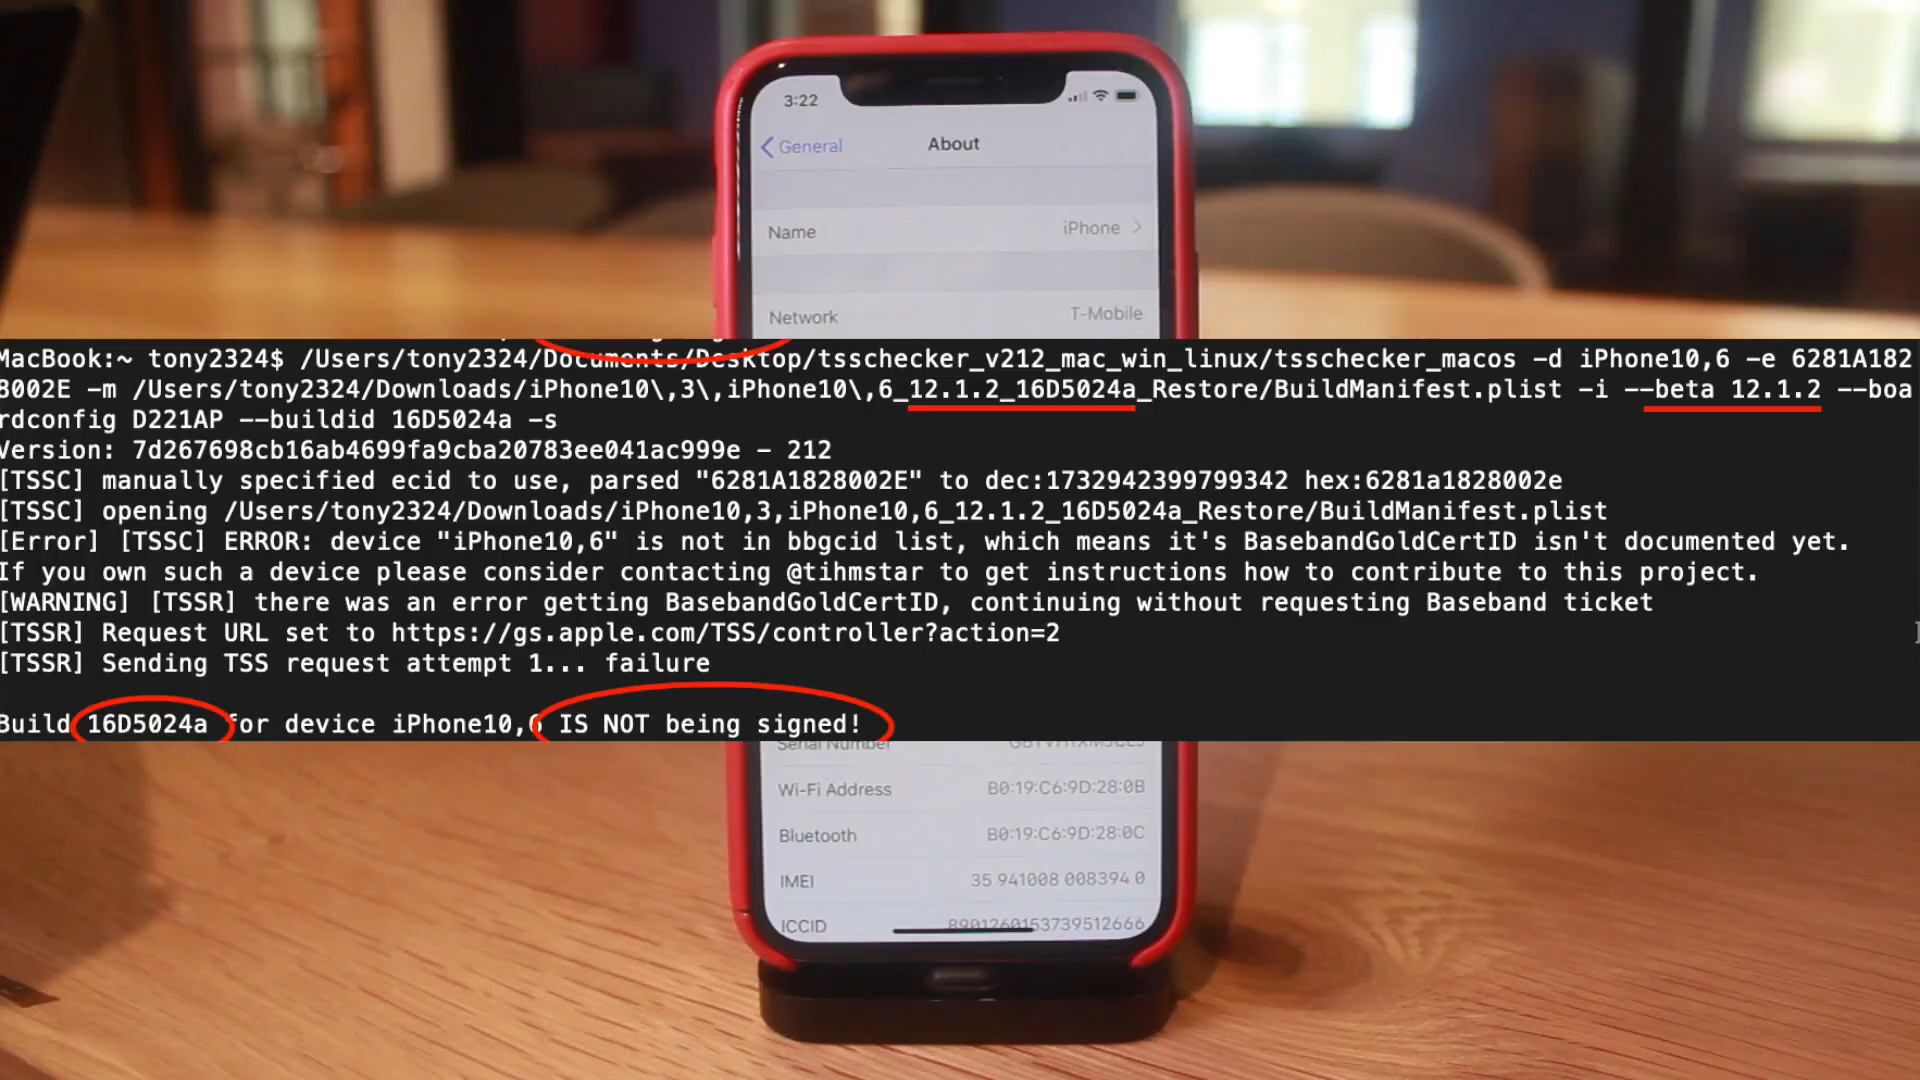 3:22
General
About
Name
iPhone
Network
T-Mobile
MacBook:~ tony2324$ /Users/tony2324/Documents/Desktop/tsschecker_v212_mac_win_linux/tsschecker_macos -d iPhone10,6 -e 6281A182
8002E -m /Users/tony2324/Downloads/iPhone10\,3\,iPhone10\,6_12.1.2_16D5024a_Restore/BuildManifest.plist -i --beta 12.1.2 --boa
rdconfig D221AP --buildid 16D5024a -s
Version: 7d267698cb16ab4699fa9cba20783ee041ac999e - 212
[TSSC] manually specified ecid to use, parsed "6281A1828002E" to dec:1732942399799342 hex:6281a1828002e
[TSSC] opening /Users/tony2324/Downloads/iPhone10,3,iPhone10,6_12.1.2_16D5024a_Restore/BuildManifest.plist
[Error] [TSSC] ERROR: device "iPhone10,6" is not in bbgcid list, which means it's BasebandGoldCertID isn't documented yet.
If you own such a device please consider contacting @tihmstar to get instructions how to contribute to this project.
[WARNING] [TSSR] there was an error getting BasebandGoldCertID, continuing without requesting Baseband ticket
[TSSR] Request URL set to https://gs.apple.com/TSS/controller?action=2
[TSSR] Sending TSS request attempt 1... failure
Build 16D5024a for device iPhone10,6 IS NOT being signed!
Serial Number
Wi-Fi Address
B0:19:C6:9D:28:0B
Bluetooth
B0:19:C6:9D:28:0C
IMEI
35 941008 008394 0
ICCID
8901260153739512666